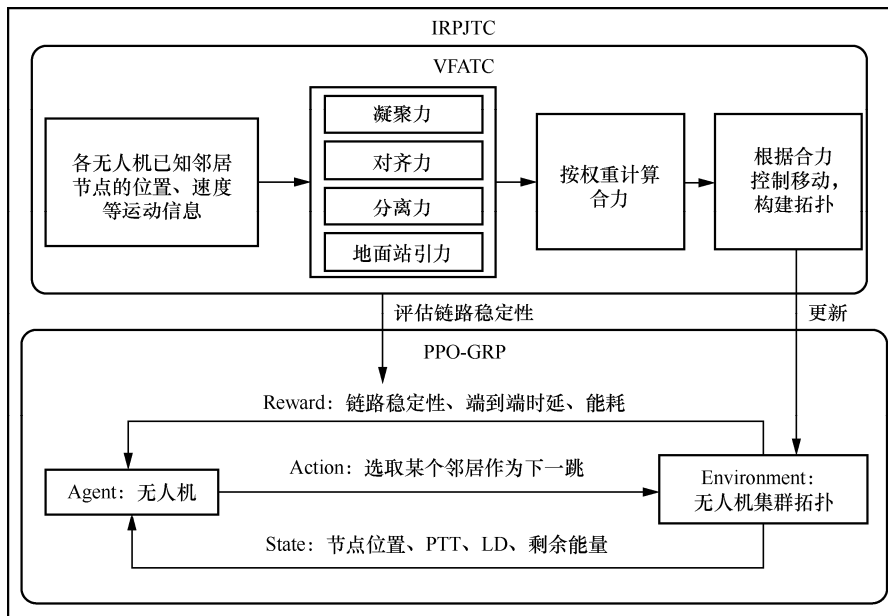 IRPJTC
VFATC
各无人机已知邻居
节点的位置、速度
等运动信息
凝聚力
对齐力
分离力
地面站引力
按权重计算
合力
根据合力
控制移动，
构建拓扑
评估链路稳定性
更新
PPO-GRP
Reward：链路稳定性、端到端时延、能耗
Agent：无人机
Action：选取某个邻居作为下一跳
Environment：
无人机集群拓扑
State：节点位置、PTT、LD、剩余能量